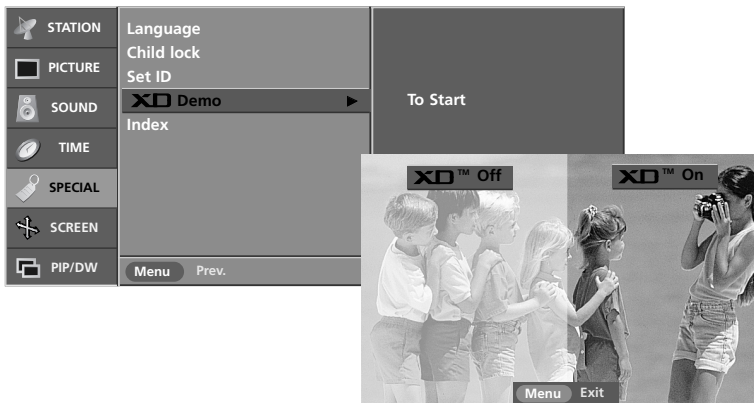 STATION
PICTURE
SOUND
TIME
SPECIAL
SCREEN
PIP/DW
Language
Child lock
Set ID
XD Demo
Index
To Start
Menu Prev.
XD™ Off
XD™ On
Menu Exit